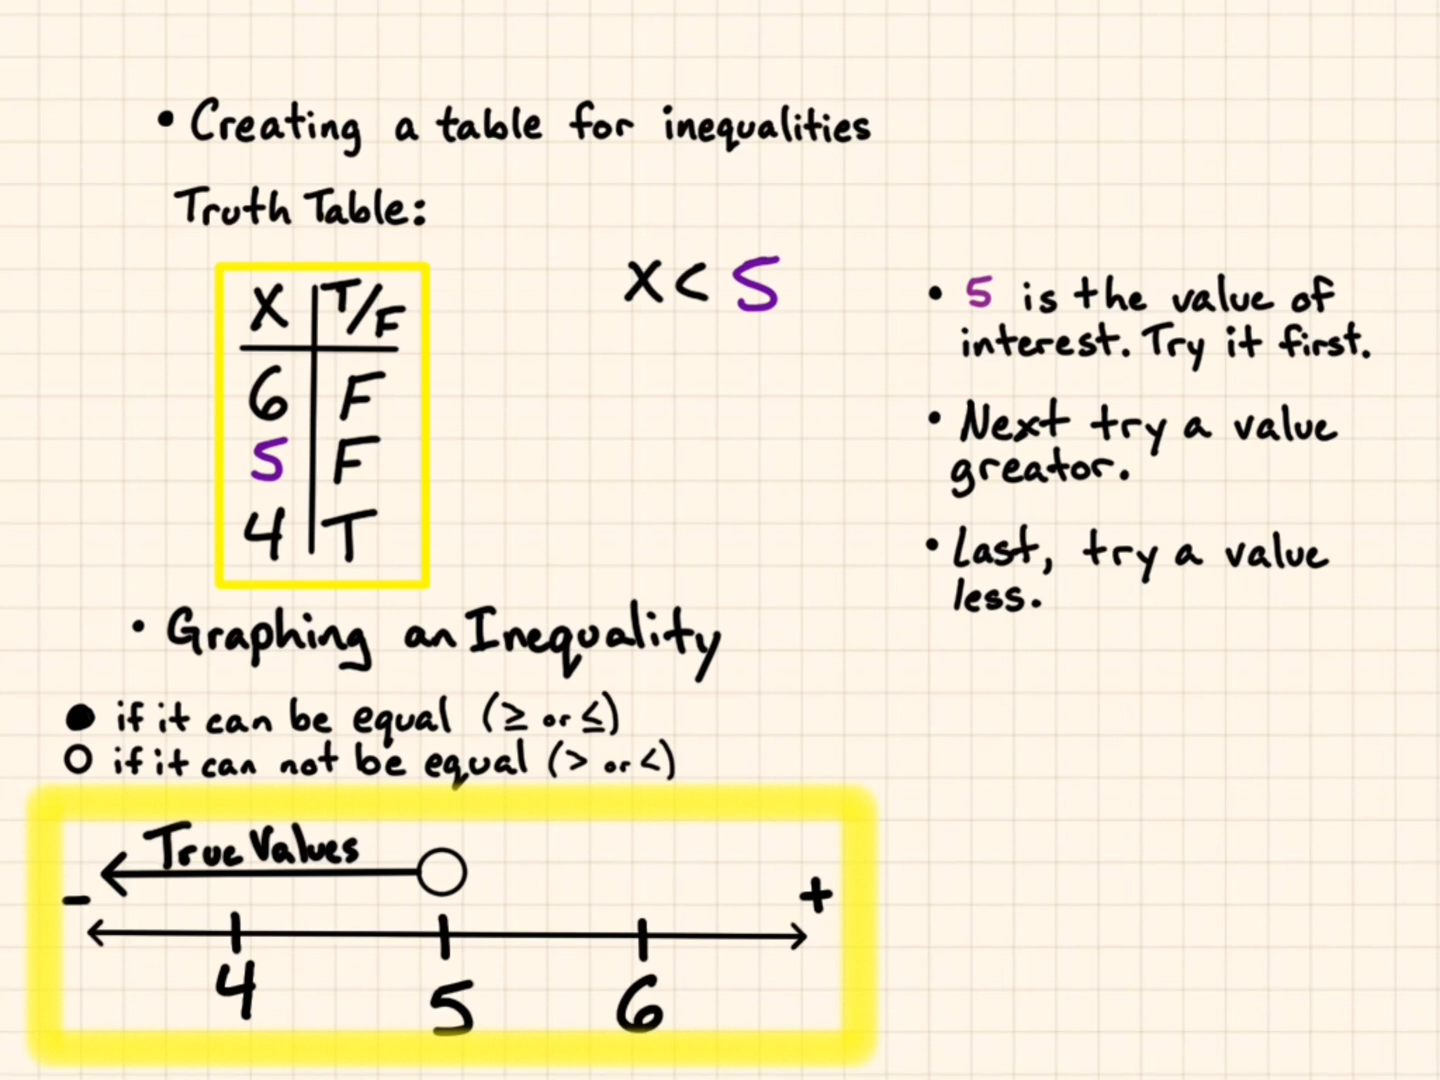 • Creating a table for inequalities
Truth Table:
X T/F
6 F
5 F
4 T
X < 5
• 5 is the value of
interest. Try it first.
• Next try a value
greator.
• Last, try a value
less.
• Graphing an Inequality
● if it can be equal (≥ or ≤)
○ if it can not be equal (> or <)
True Values
- +
4 5 6